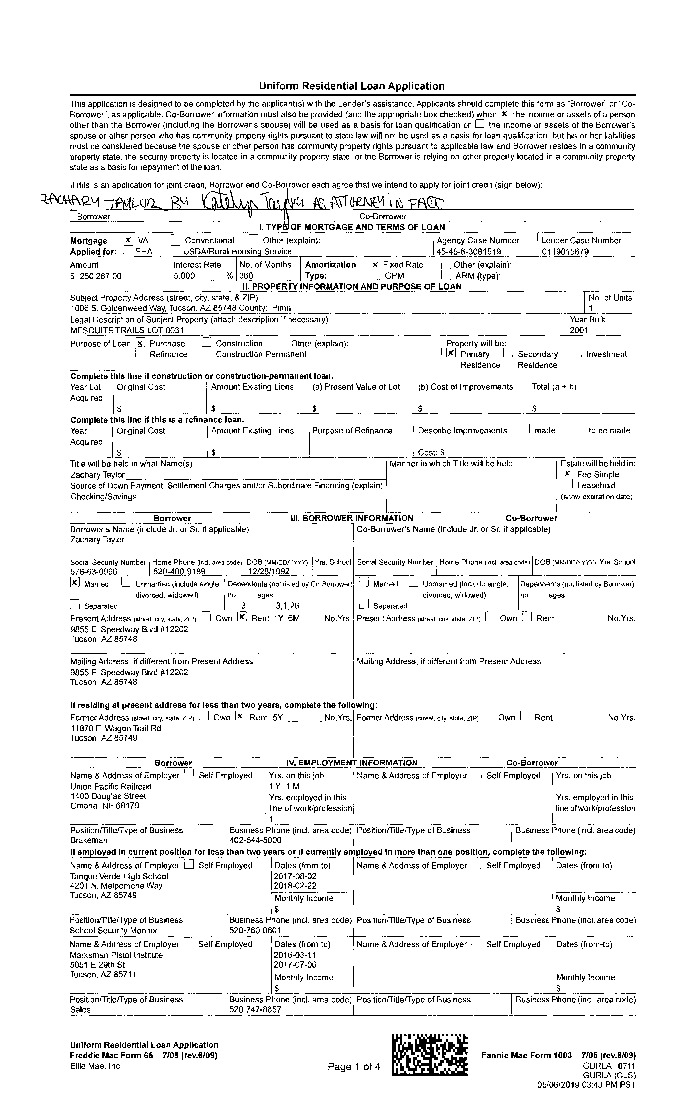 Uniform Residential Loan Application
This application is designed to be completed by the applicant(s) with the Lender's assistance. Applicants should complete this form as "Borrower" or "Co-
Borrower", as applicable. Co-Borrower information must also be provided (and the appropriate box checked) when x the income or assets of a person
other than the Borrower (including the Borrower's spouse) will be used as a basis for loan qualification or the income or assets of the Borrower's
spouse or other person who has community property rights pursuant to state law will not be used as a basis for loan qualification, but his or her liabilities
must be considered because the spouse or other person has community property rights pursuant to applicable law and Borrower resides in a community
property state, the security property is located in a community property state, or the Borrower is relying on other property located in a community property
state as a basis for repayment of the loan.
If this is an application for joint credit, Borrower and Co-Borrower each agree that we intend to apply for joint credit (sign below):
ZACHARY TAYLOR BY Katelyn Taylor AS ATTORNEY IN FACT
Borrower Co-Borrower
I. TYPE OF MORTGAGE AND TERMS OF LOAN
Mortgage x VA Conventional Other (explain): Agency Case Number Lender Case Number
Applied for: FHA USDA/Rural Housing Service
Amount Interest Rate No. of Months Amortization x Fixed Rate Other (explain):
$ 250,267.00 5.000 % 360 Type: GPM ARM (type):
II. PROPERTY INFORMATION AND PURPOSE OF LOAN
Subject Property Address (street, city, state, & ZIP) No. of Units
S. Goldenweed Way, Tucson, AZ 85748 County: Pima 1
Legal Description of Subject Property (attach description if necessary) Year Built
MESQUITE TRAILS LOT 0031 2001
Purpose of Loan x Purchase Construction Other (explain): Property will be:
Refinance Construction-Permanent x Primary Residence Secondary Residence Investment
Complete this line if construction or construction-permanent loan.
Year Lot Acquired Original Cost Amount Existing Liens (a) Present Value of Lot (b) Cost of Improvements Total (a + b)
$ $ $ $ $
Complete this line if this is a refinance loan.
Year Acquired Original Cost Amount Existing Liens Purpose of Refinance Describe Improvements made to be made
$ $ Cost: $
Title will be held in what Name(s) Manner in which Title will be held Estate will be held in:
Zachary Taylor x Fee Simple
Source of Down Payment, Settlement Charges and/or Subordinate Financing (explain) Leasehold
Checking/Savings (show expiration date)
Borrower III. BORROWER INFORMATION Co-Borrower
Borrower's Name (include Jr. or Sr. if applicable) Co-Borrower's Name (include Jr. or Sr. if applicable)
Zachary Taylor
Social Security Number Home Phone (incl. area code) DOB (MM/DD/YYYY) Yrs. School Social Security Number Home Phone (incl. area code) DOB (MM/DD/YYYY) Yrs. School
12/28/1992
x Married Unmarried (include single, divorced, widowed) Dependents (not listed by Co-Borrower) Married Unmarried (include single, divorced, widowed) Dependents (not listed by Borrower)
Separated no. ages Separated no. ages
Present Address (street, city, state, ZIP) Own x Rent 1Y 6M No. Yrs. Present Address (street, city, state, ZIP) Own Rent No. Yrs.
9855 E Speedway Blvd #12202
Tucson, AZ 85748
Mailing Address, if different from Present Address Mailing Address, if different from Present Address
9855 E Speedway Blvd #12202
Tucson, AZ 85748
If residing at present address for less than two years, complete the following:
Former Address (street, city, state, ZIP) Own x Rent 5Y No. Yrs. Former Address (street, city, state, ZIP) Own Rent No. Yrs.
E Wagon Trail Rd
Tucson, AZ 85749
Borrower IV. EMPLOYMENT INFORMATION Co-Borrower
Name & Address of Employer Self Employed Yrs. on this job Name & Address of Employer Self Employed Yrs. on this job
Union Pacific Railroad 1Y 1M
1400 Douglas Street Yrs. employed in this line of work/profession Yrs. employed in this line of work/profession
Omaha, NE 68179 1
Position/Title/Type of Business Business Phone (incl. area code) Position/Title/Type of Business Business Phone (incl. area code)
Brakeman 402-544-5000
If employed in current position for less than two years or if currently employed in more than one position, complete the following:
Name & Address of Employer Self Employed Dates (from-to) Name & Address of Employer Self Employed Dates (from-to)
Tanque Verde High School 2017-08-02
4201 N. Melpomene Way 2018-02-22
Tucson, AZ 85749 Monthly Income Monthly Income
$ $
Position/Title/Type of Business Business Phone (incl. area code) Position/Title/Type of Business Business Phone (incl. area code)
School Security Monitor 520-760-0801
Name & Address of Employer Self Employed Dates (from-to) Name & Address of Employer Self Employed Dates (from-to)
Marksman Pistol Institute 2016-03-11
E 29th St 2017-07-06
Tucson, AZ 85711 Monthly Income Monthly Income
$ $
Position/Title/Type of Business Business Phone (incl. area code) Position/Title/Type of Business Business Phone (incl. area code)
Sales
Uniform Residential Loan Application
Freddie Mac Form 65 7/05 (rev.6/09) Fannie Mae Form 1003 7/05 (rev.6/09)
Ellie Mae, Inc. Page 1 of 4 GURLA 0711
GURLA (CLS)
05/06/2019 03:43 PM PST